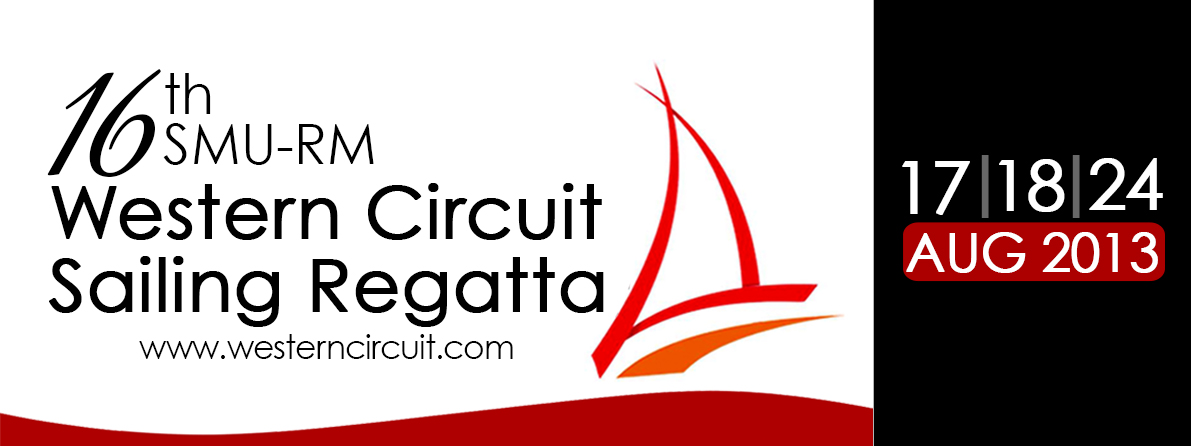 16th
SMU-RM
Western Circuit
Sailing Regatta
www.westerncircuit.com
17|18|24
AUG 2013